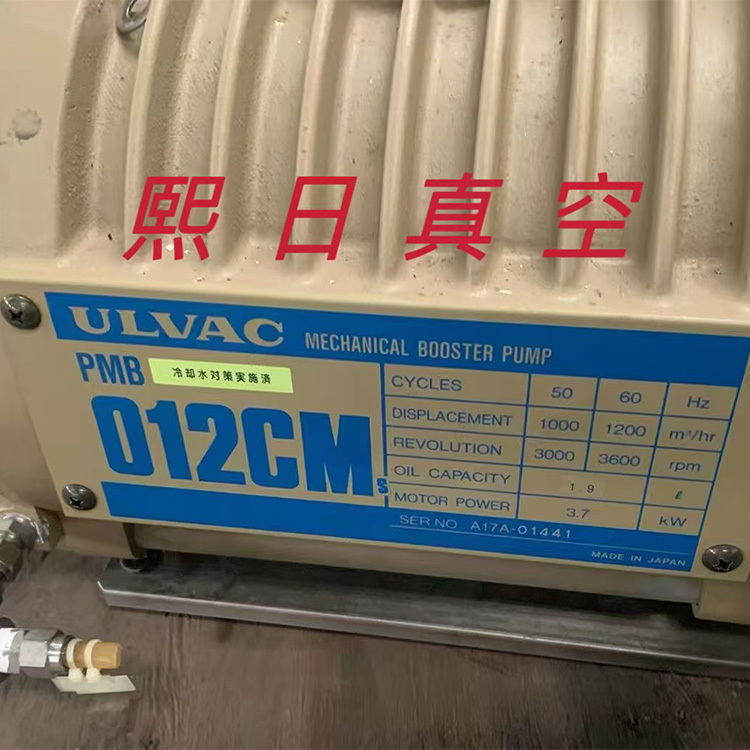 熙日真空
ULVAC MECHANICAL BOOSTER PUMP
PMB 冷却水対策実施済
012CMs
CYCLES 50 60 Hz
DISPLACEMENT 1000 1200 m³/hr
REVOLUTION 3000 3600 rpm
OIL CAPACITY 1.9 ℓ
MOTOR POWER 3.7 kW
SER.NO. A17A-01441
MADE IN JAPAN